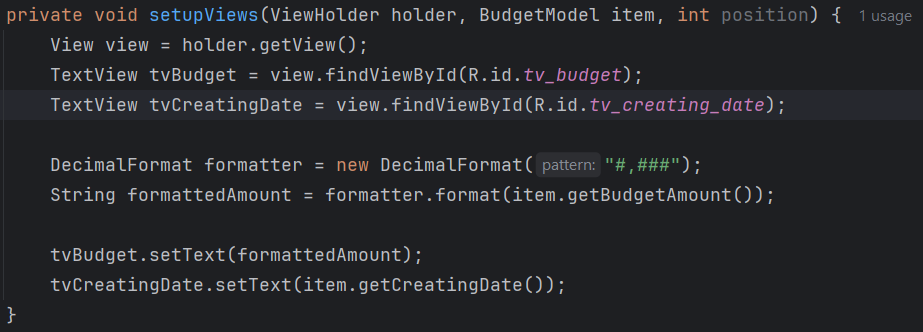 private void setupViews(ViewHolder holder, BudgetModel item, int position) { 1 usage
    View view = holder.getView();
    TextView tvBudget = view.findViewById(R.id.tv_budget);
    TextView tvCreatingDate = view.findViewById(R.id.tv_creating_date);

    DecimalFormat formatter = new DecimalFormat( pattern: "#,###");
    String formattedAmount = formatter.format(item.getBudgetAmount());

    tvBudget.setText(formattedAmount);
    tvCreatingDate.setText(item.getCreatingDate());
}